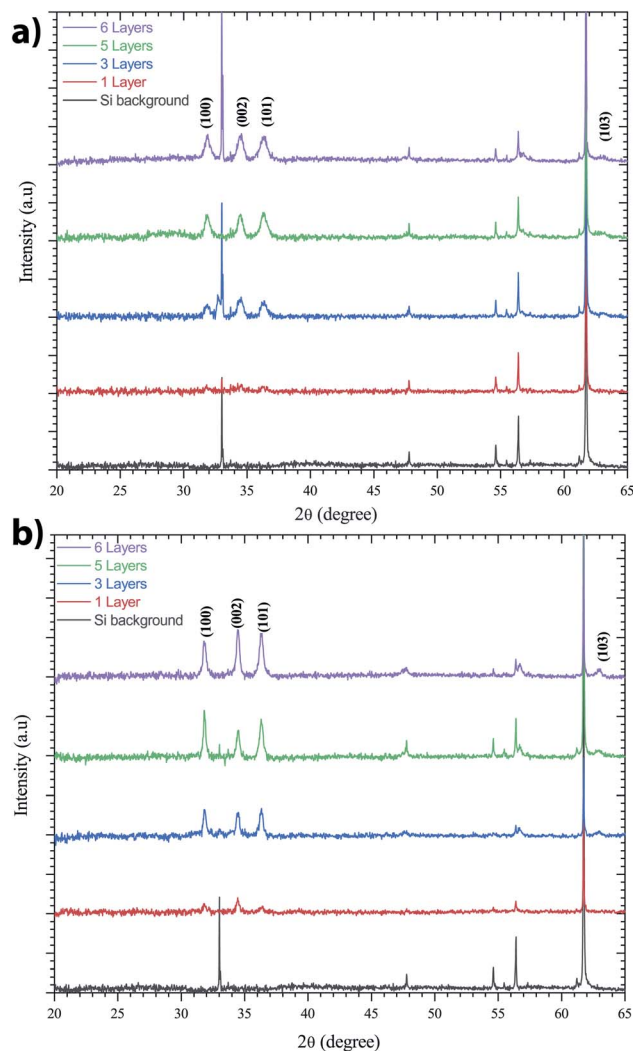 a)
6 Layers
5 Layers
3 Layers
1 Layer
Si background
(100)
(002)
(101)
(103)
Intensity (a.u)
20 25 30 35 40 45 50 55 60 65
2θ (degree)
b)
6 Layers
5 Layers
3 Layers
1 Layer
Si background
(100)
(002)
(101)
(103)
Intensity (a.u)
20 25 30 35 40 45 50 55 60 65
2θ (degree)